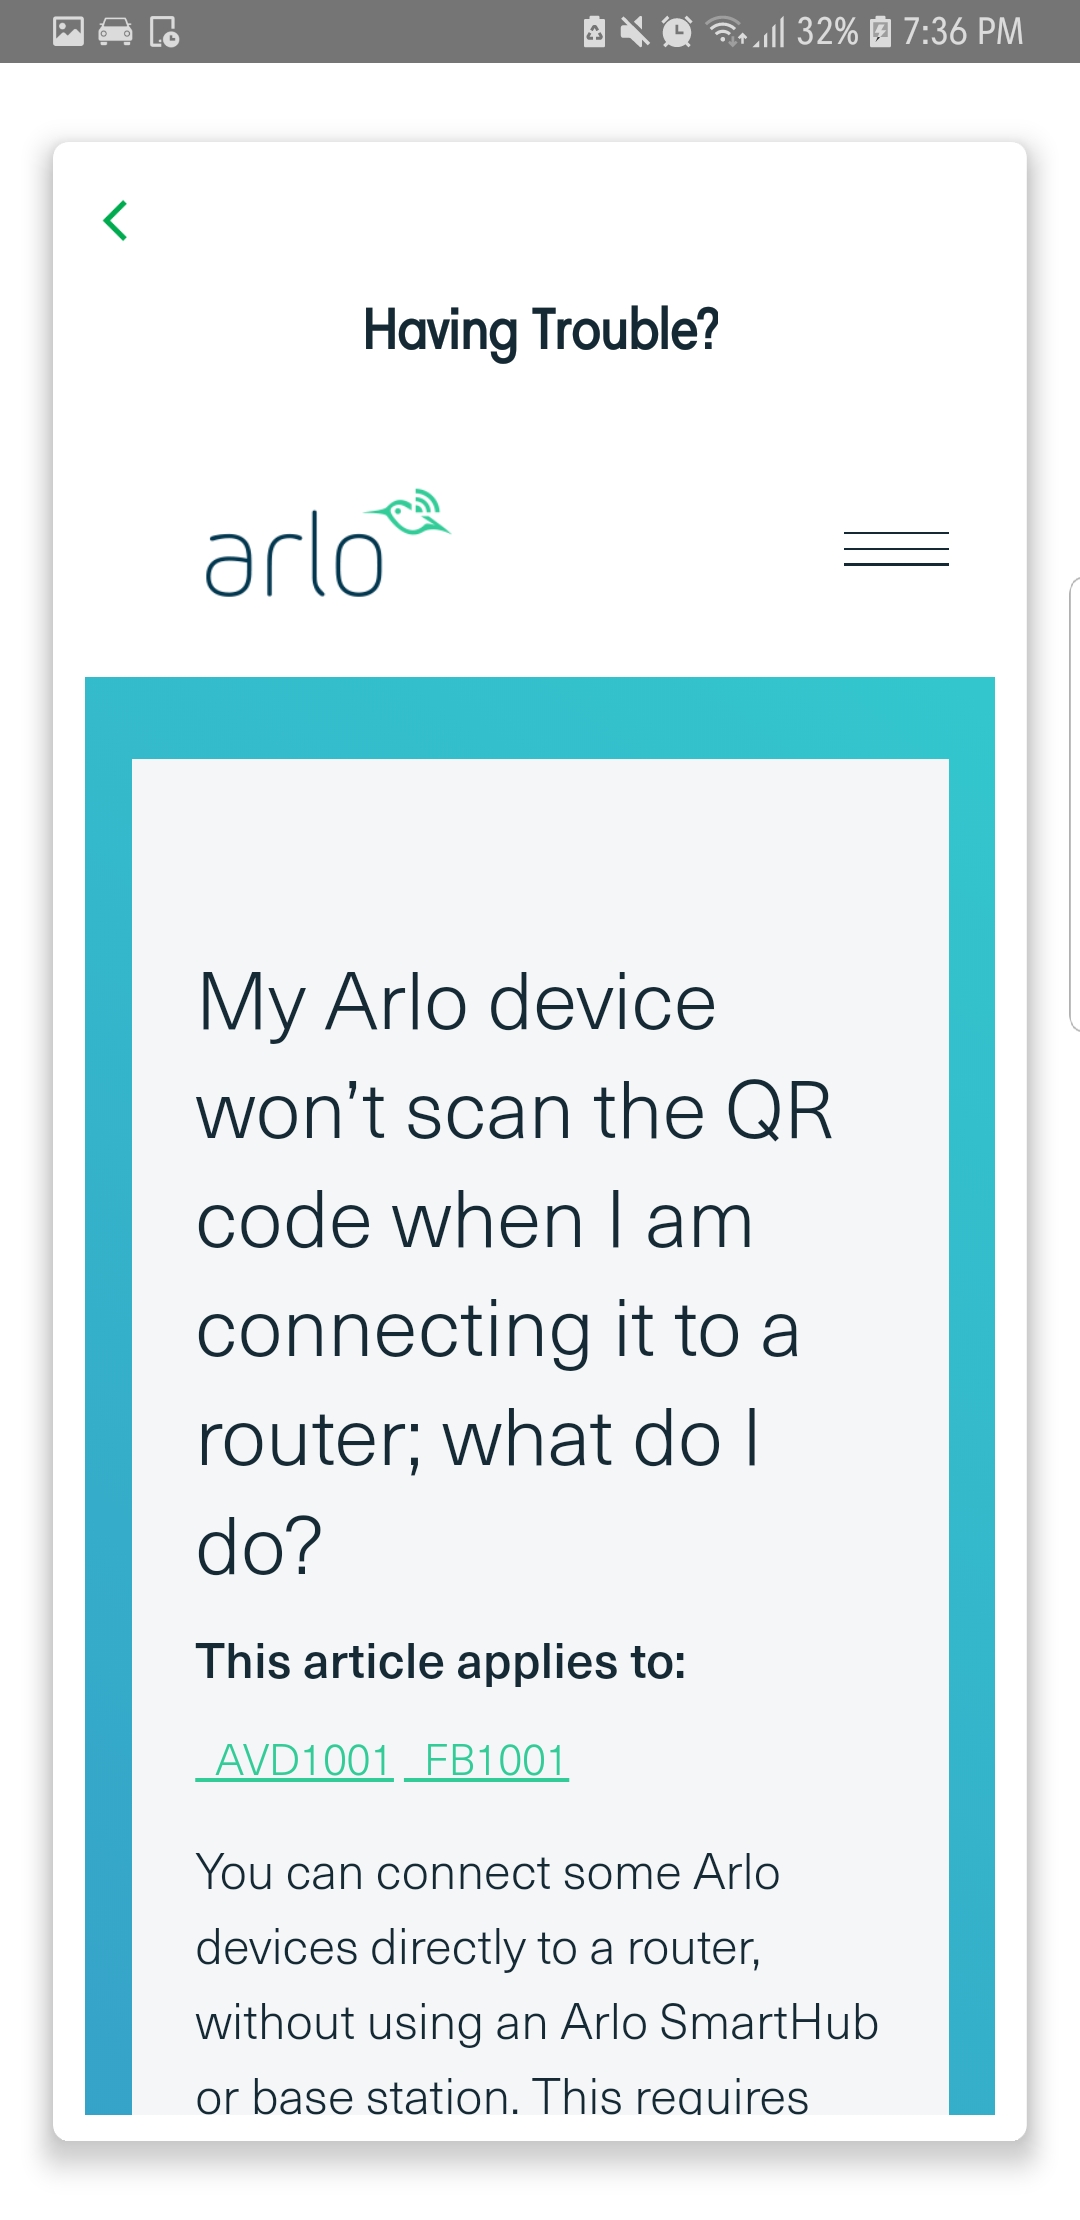 32% 7:36 PM
Having Trouble?
arlo
My Arlo device
won’t scan the QR
code when I am
connecting it to a
router; what do I
do?
This article applies to:
AVD1001 FB1001
You can connect some Arlo
devices directly to a router,
without using an Arlo SmartHub
or base station. This requires